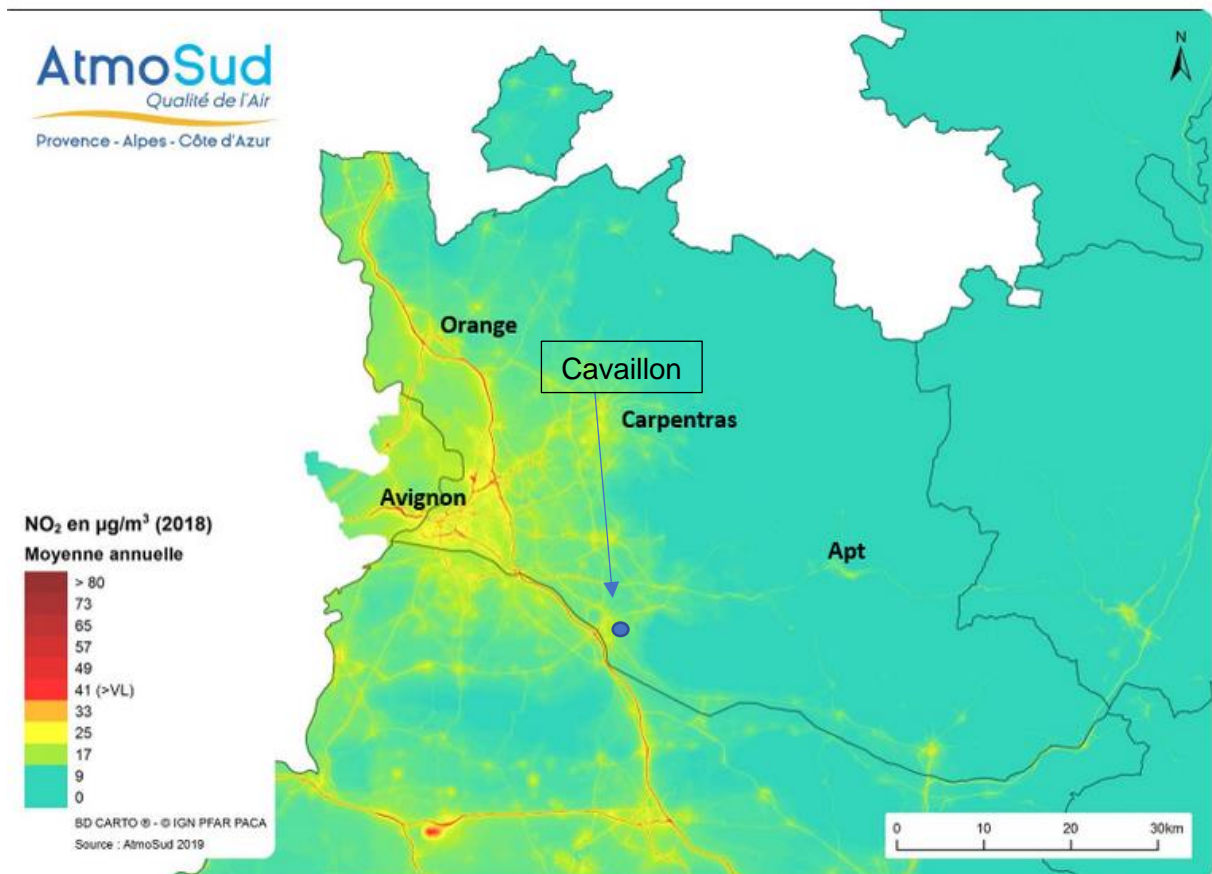 AtmoSud
Qualité de l'Air
Provence - Alpes - Côte d'Azur
N
Orange
Cavaillon
Carpentras
Avignon
Apt
NO₂ en µg/m³ (2018)
Moyenne annuelle
> 80
73
65
57
49
41 (>VL)
33
25
17
9
0
BD CARTO ® - © IGN PFAR PACA
Source : AtmoSud 2019
0 10 20 30km